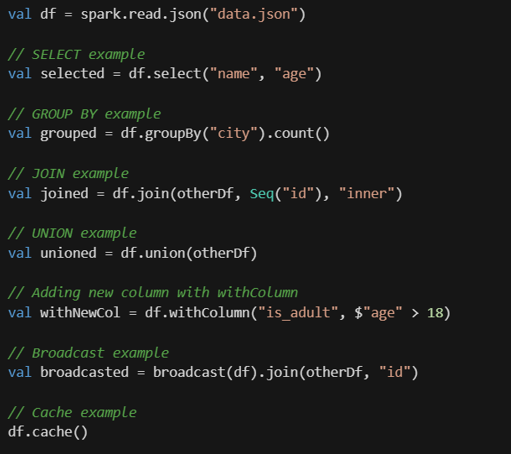 val df = spark.read.json("data.json")
// SELECT example
val selected = df.select("name", "age")
// GROUP BY example
val grouped = df.groupBy("city").count()
// JOIN example
val joined = df.join(otherDf, Seq("id"), "inner")
// UNION example
val unioned = df.union(otherDf)
// Adding new column with withColumn
val withNewCol = df.withColumn("is_adult", $"age" > 18)
// Broadcast example
val broadcasted = broadcast(df).join(otherDf, "id")
// Cache example
df.cache()